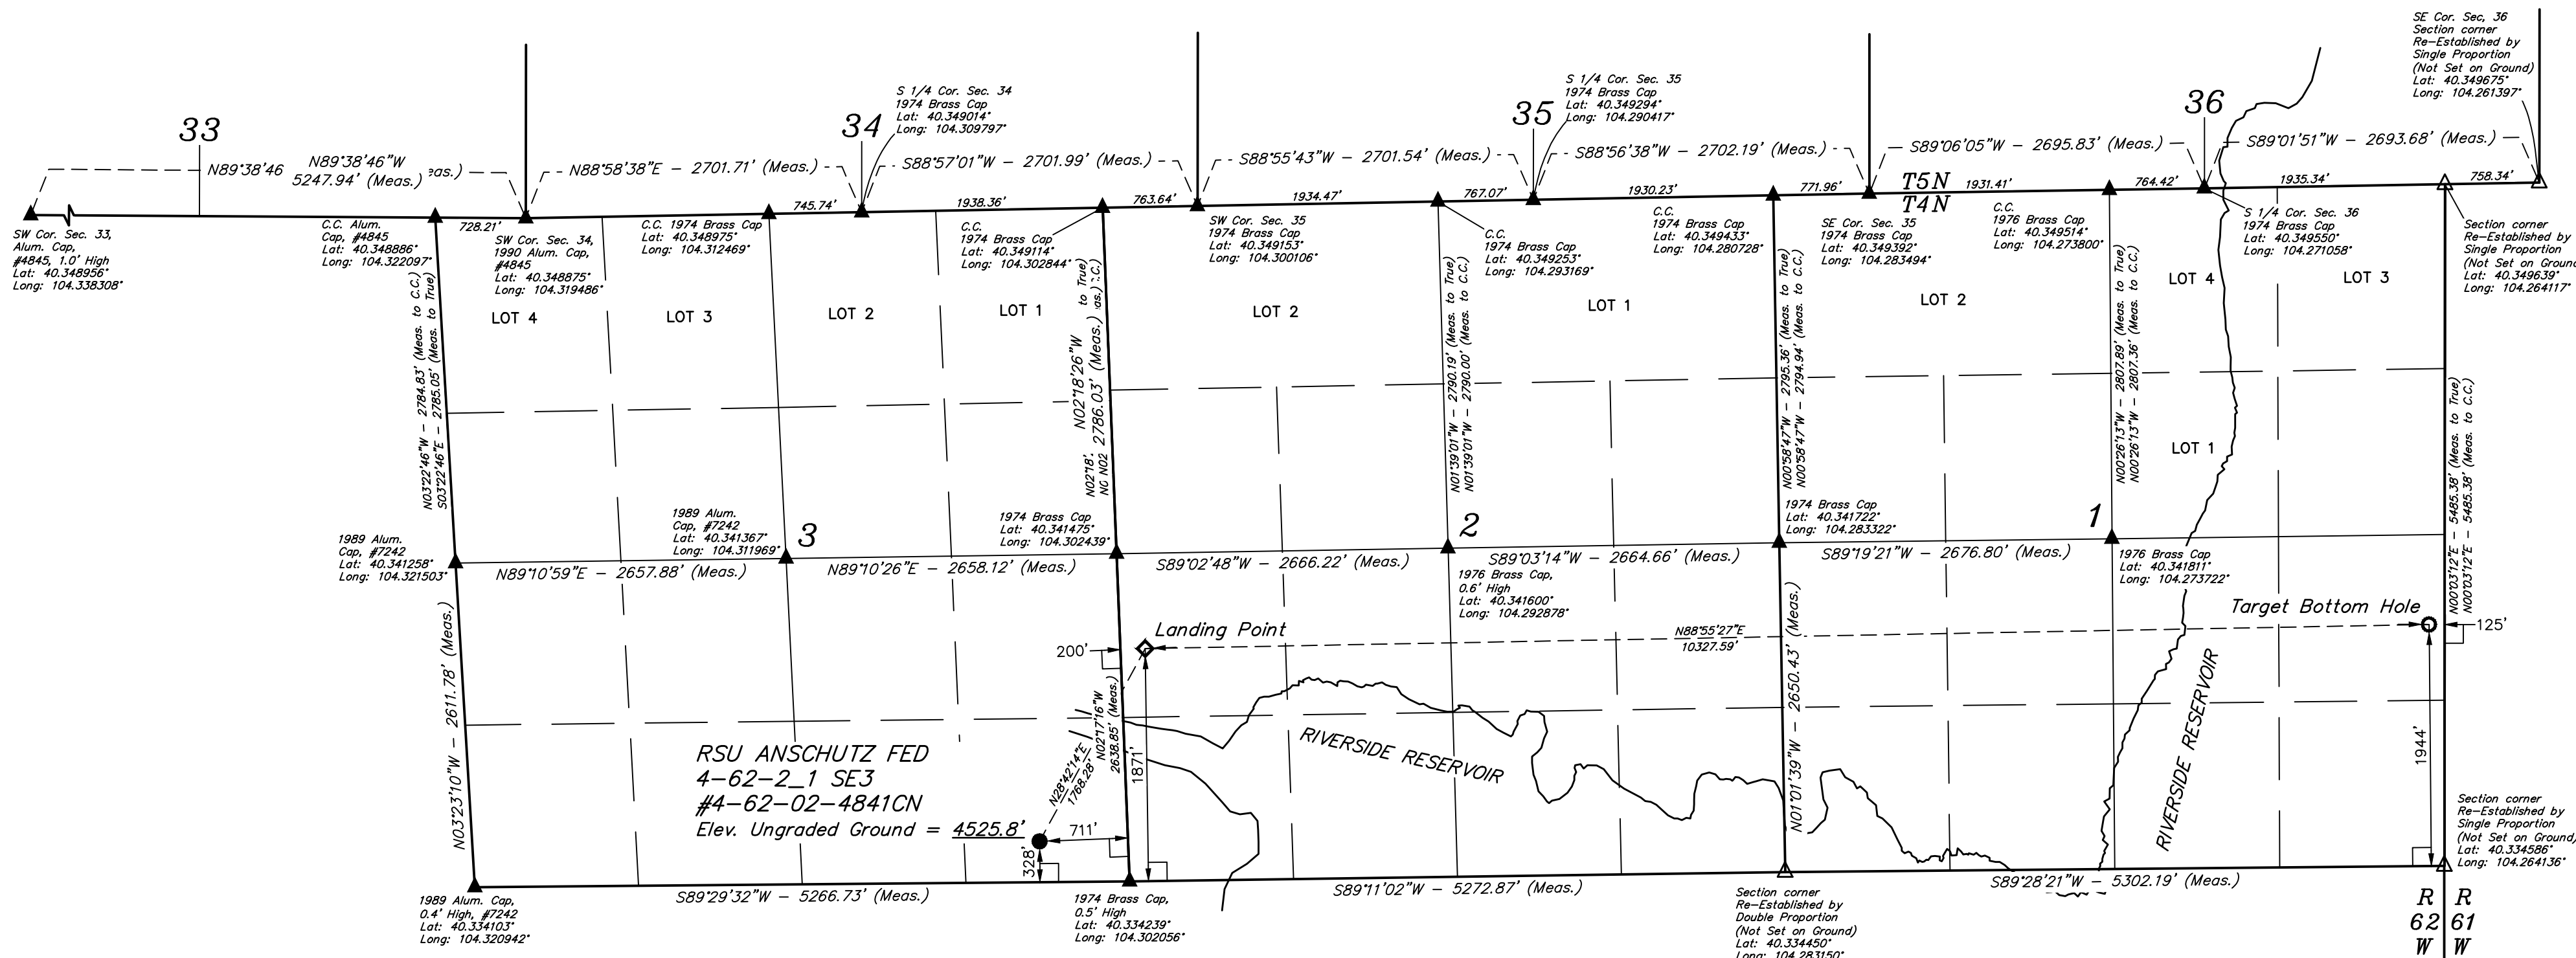 SE Cor. Sec, 36
Section corner
Re-Established by
Single Proportion
(Not Set on Ground)
Lat: 40.349675°
Long: 104.261397°
33
34
35
36
S 1/4 Cor. Sec. 34
1974 Brass Cap
Lat: 40.349014°
Long: 104.309797°
S 1/4 Cor. Sec. 35
1974 Brass Cap
Lat: 40.349294°
Long: 104.290417°
N89°38'46
N89°38'46"W
5247.94' (Meas.)
N88°58'38"E - 2701.71' (Meas.)
S88°57'01"W - 2701.99' (Meas.)
S88°55'43"W - 2701.54' (Meas.)
S88°56'38"W - 2702.19' (Meas.)
S89°06'05"W - 2695.83' (Meas.)
S89°01'51"W - 2693.68' (Meas.)
728.21'
745.74'
1938.36'
763.64'
1934.47'
767.07'
1930.23'
771.96'
T5N
T4N
1931.41'
764.42'
1935.34'
758.34'
SW Cor. Sec. 33,
Alum. Cap,
#4845, 1.0' High
Lat: 40.348956°
Long: 104.338308°
C.C. Alum.
Cap, #4845
Lat: 40.348886°
Long: 104.322097°
SW Cor. Sec. 34,
1990 Alum. Cap,
#4845
Lat: 40.348875°
Long: 104.319486°
C.C. 1974 Brass Cap
Lat: 40.348975°
Long: 104.312469°
C.C.
1974 Brass Cap
Lat: 40.349114°
Long: 104.302844°
SW Cor. Sec. 35
1974 Brass Cap
Lat: 40.349153°
Long: 104.300106°
C.C.
1974 Brass Cap
Lat: 40.349253°
Long: 104.293169°
C.C.
1974 Brass Cap
Lat: 40.349433°
Long: 104.280728°
SE Cor. Sec. 35
1974 Brass Cap
Lat: 40.349392°
Long: 104.283494°
C.C.
1976 Brass Cap
Lat: 40.349514°
Long: 104.273800°
S 1/4 Cor. Sec. 36
1974 Brass Cap
Lat: 40.349550°
Long: 104.271058°
Section corner
Re-Established by
Single Proportion
(Not Set on Ground
Lat: 40.349639°
Long: 104.264117°
LOT 4
LOT 3
LOT 2
LOT 1
LOT 2
LOT 1
LOT 2
LOT 4
LOT 3
LOT 1
N03°22'46"W - 2784.83' (Meas. to C.C.)
S03°22'46"E - 2785.05' (Meas. to True)
N02°18'26"W
2786.03' (Meas.)
N01°39'01"W - 2790.19' (Meas. to True)
N01°39'01"W - 2790.00' (Meas. to C.C.)
N00°58'47"W - 2795.36' (Meas. to True)
N00°58'47"W - 2794.94' (Meas. to C.C.)
N00°26'13"W - 2807.89' (Meas. to True)
N00°26'13"W - 2807.36' (Meas. to C.C.)
N00°03'12"E - 5485.38' (Meas. to True)
N00°03'12"E - 5485.38' (Meas. to C.C.)
1989 Alum.
Cap, #7242
Lat: 40.341258°
Long: 104.321503°
1989 Alum.
Cap, #7242
Lat: 40.341367°
Long: 104.311969°
3
1974 Brass Cap
Lat: 40.341475°
Long: 104.302439°
2
1974 Brass Cap
Lat: 40.341722°
Long: 104.283322°
1
N89°10'59"E - 2657.88' (Meas.)
N89°10'26"E - 2658.12' (Meas.)
S89°02'48"W - 2666.22' (Meas.)
S89°03'14"W - 2664.66' (Meas.)
S89°19'21"W - 2676.80' (Meas.)
1976 Brass Cap,
0.6' High
Lat: 40.341600°
Long: 104.292878°
1976 Brass Cap
Lat: 40.341811°
Long: 104.273722°
Landing Point
Target Bottom Hole
200'
N88°55'27"E
10327.59'
125'
N03°23'10"W - 2611.78' (Meas.)
N02°17'16"W
2638.85' (Meas.)
N01°01'39"W - 2650.43' (Meas.)
N28°42'14"E
1768.28'
1871'
1944'
RIVERSIDE RESERVOIR
RIVERSIDE RESERVOIR
RSU ANSCHUTZ FED
4-62-2_1 SE3
#4-62-02-4841CN
Elev. Ungraded Ground = 4525.8'
711'
328'
S89°29'32"W - 5266.73' (Meas.)
S89°11'02"W - 5272.87' (Meas.)
S89°28'21"W - 5302.19' (Meas.)
1989 Alum. Cap,
0.4' High, #7242
Lat: 40.334103°
Long: 104.320942°
1974 Brass Cap,
0.5' High
Lat: 40.334239°
Long: 104.302056°
Section corner
Re-Established by
Double Proportion
(Not Set on Ground)
Lat: 40.334450°
Long: 104.283150°
Section corner
Re-Established by
Single Proportion
(Not Set on Ground)
Lat: 40.334586°
Long: 104.264136°
R R
62 61
W W